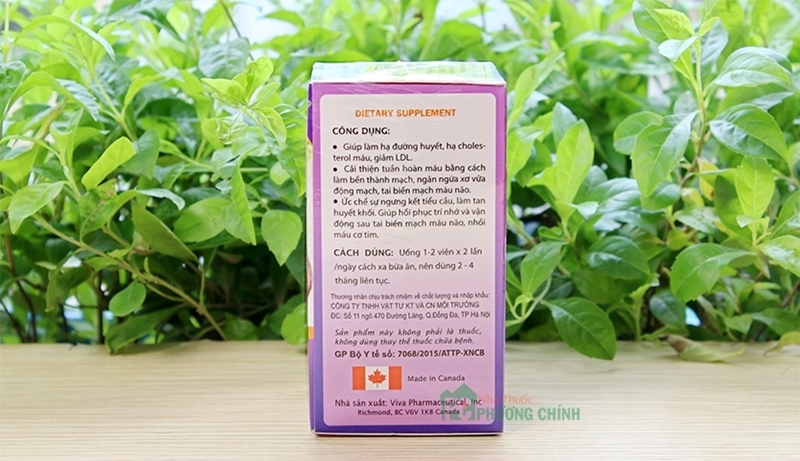 DIETARY SUPPLEMENT
CÔNG DỤNG:
● Giúp làm hạ đường huyết, hạ choles-
terol máu, giảm LDL.
● Cải thiện tuần hoàn máu bằng cách
làm bền thành mạch, ngăn ngừa xơ vữa
động mạch, tai biến mạch máu não.
● Ức chế sự ngưng kết tiểu cầu, làm tan
huyết khối. Giúp hồi phục trí nhớ và vận
động sau tai biến mạch máu não, nhồi
máu cơ tim.
CÁCH DÙNG: Uống 1-2 viên x 2 lần
/ngày cách xa bữa ăn, nên dùng 2 - 4
tháng liên tục.
Thương nhân chịu trách nhiệm về chất lượng và nhập khẩu:
CÔNG TY TNHH VẬT TƯ KT VÀ CN MÔI TRƯỜNG
ĐC: Số 11 ngõ 470 Đường Láng, Q.Đống Đa, TP Hà Nội
Sản phẩm này không phải là thuốc,
không dùng thay thế thuốc chữa bệnh.
GP Bộ Y tế số: 7068/2015/ATTP-XNCB
Made in Canada
Nhà sản xuất: Viva Pharmaceutical, Inc
Richmond, BC V6V 1K8 Canada
Nhà Thuốc
PHƯƠNG CHÍNH